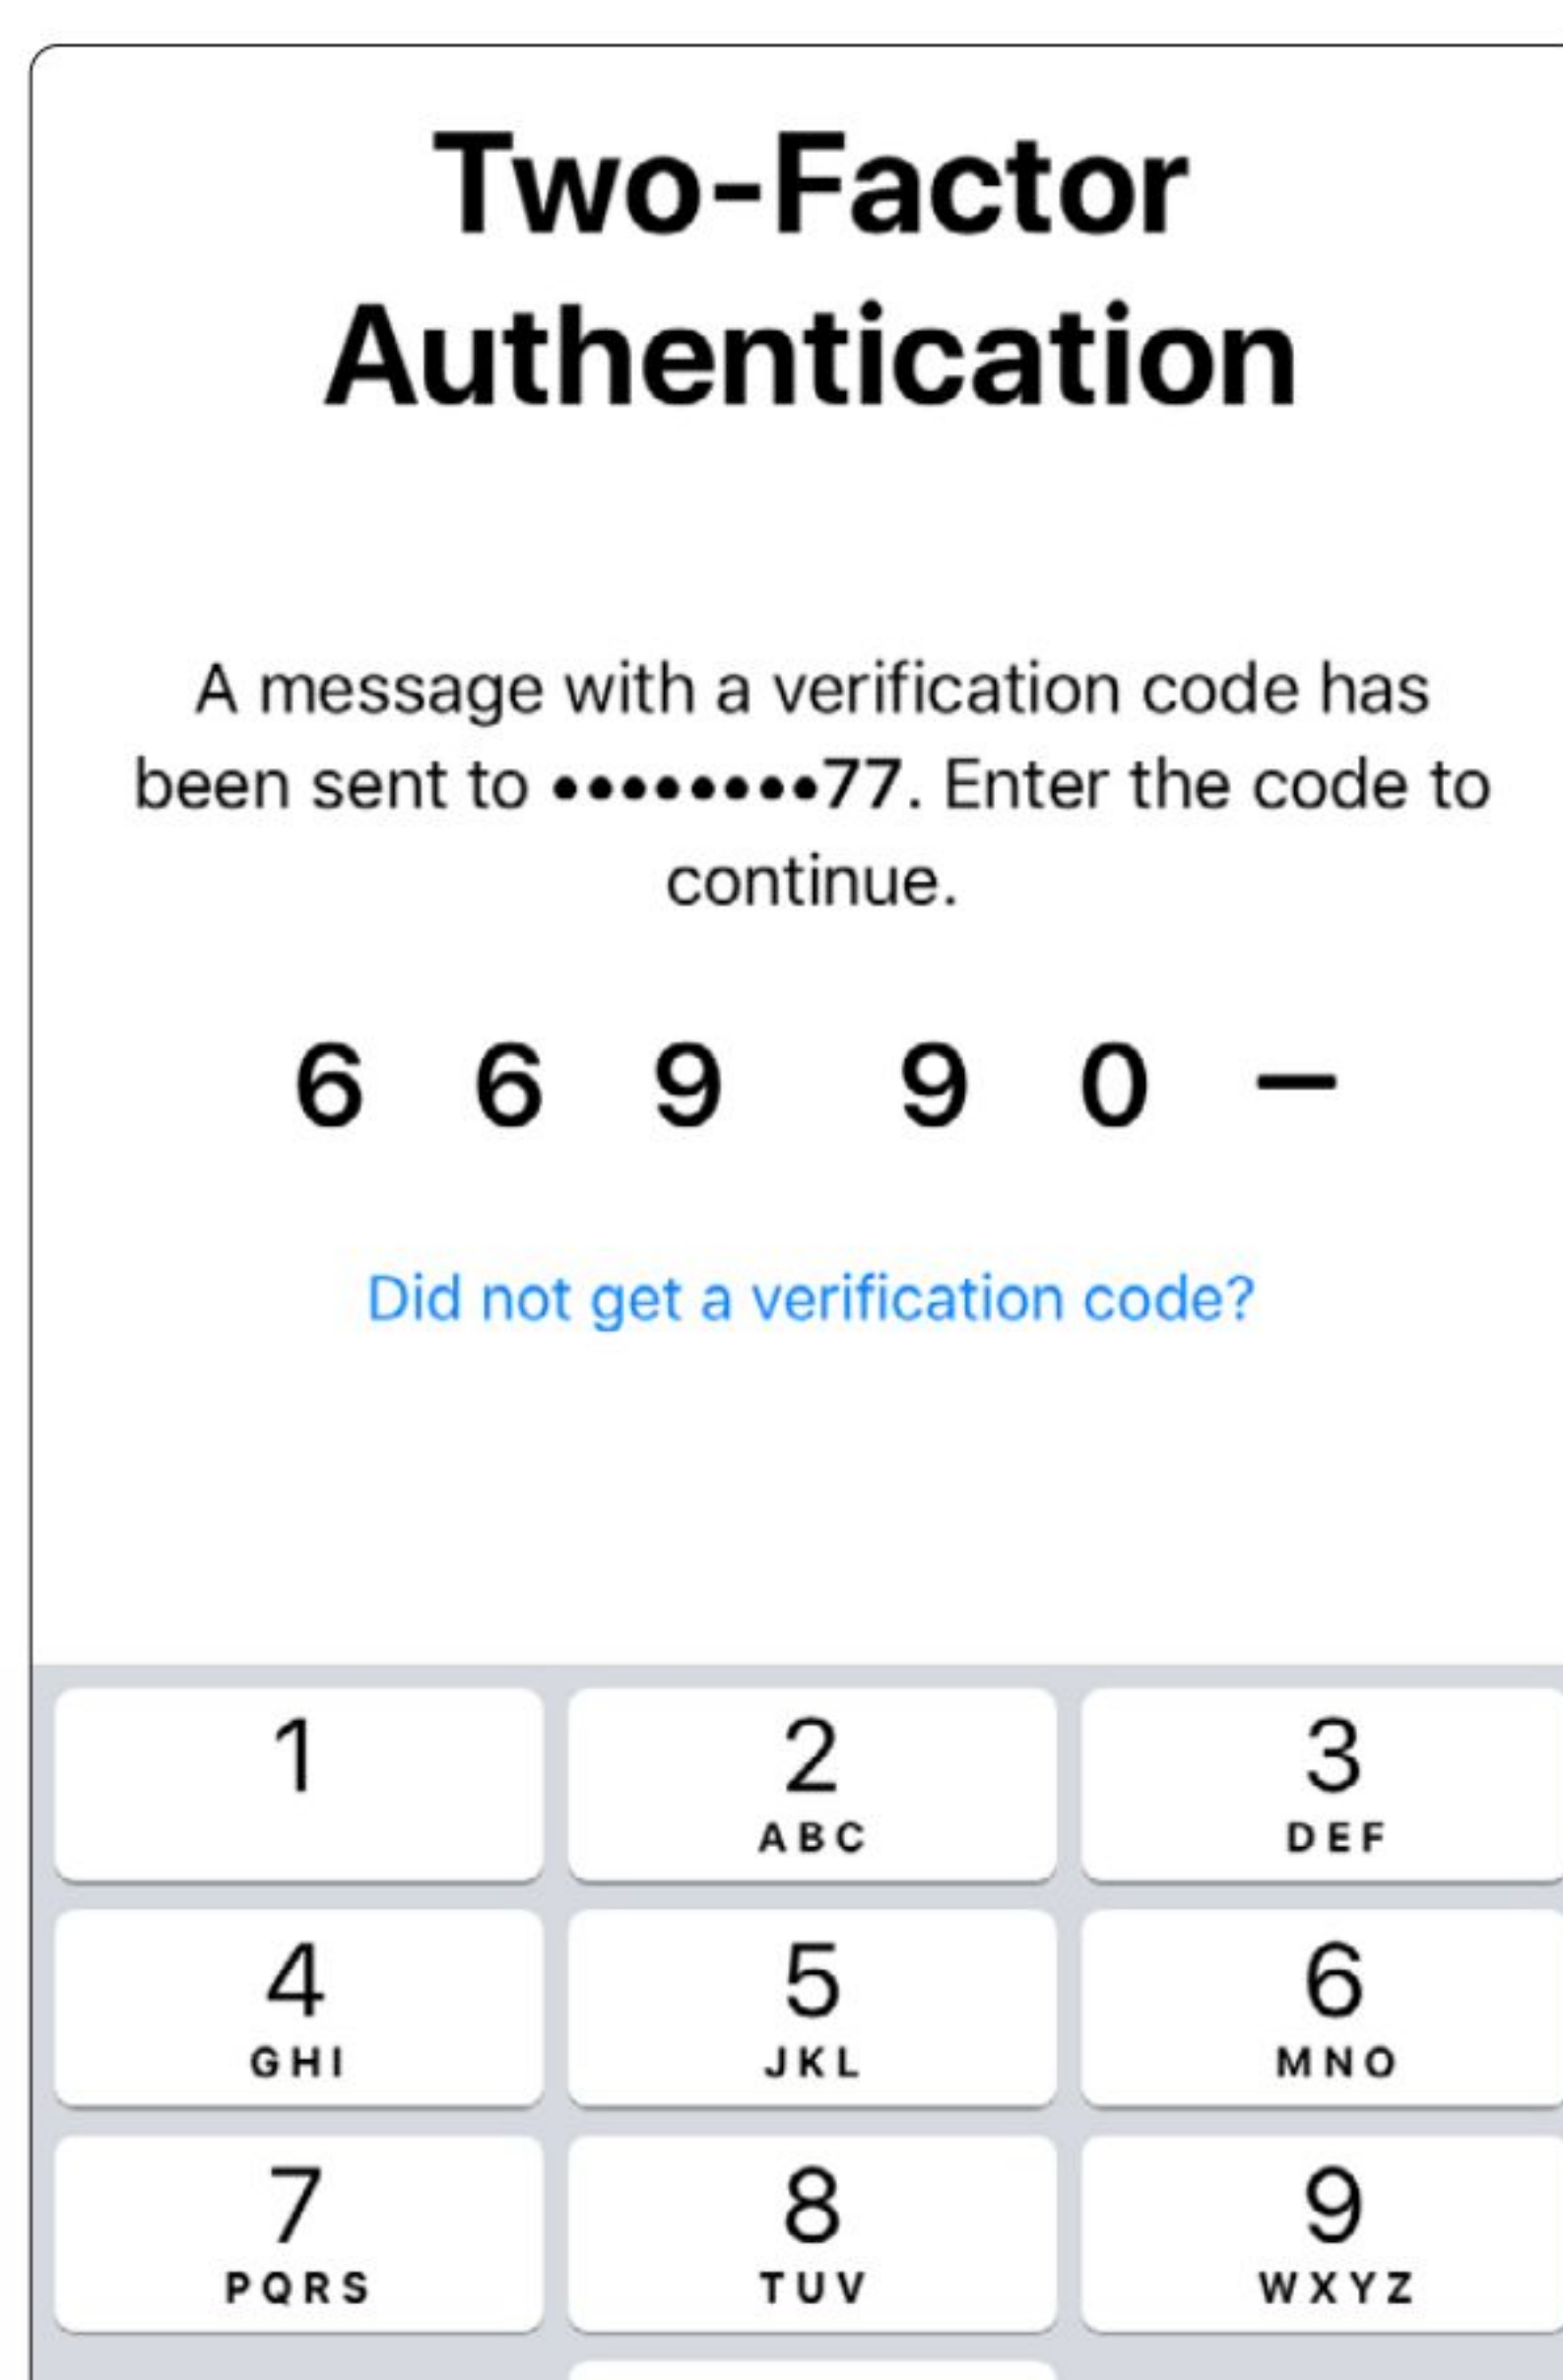 Two-Factor
Authentication
A message with a verification code has
been sent to ••••••••77. Enter the code to
continue.
6 6 9 9 0 –
Did not get a verification code?
1 2 3
ABC DEF
4 5 6
GHI JKL MNO
7 8 9
PQRS TUV WXYZ